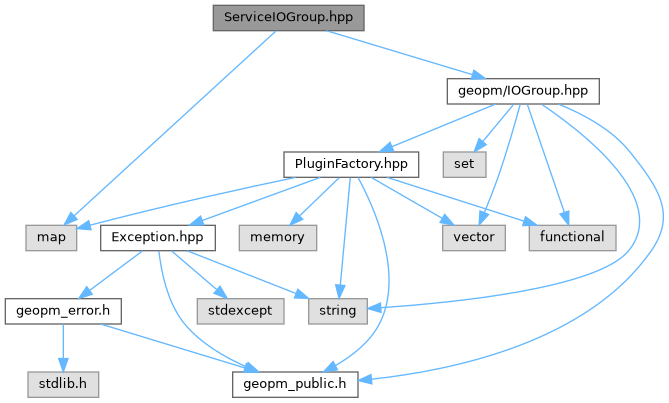 ServiceIOGroup.hpp
geopm/IOGroup.hpp
PluginFactory.hpp
set
map
Exception.hpp
memory
vector
functional
geopm_error.h
stdexcept
string
stdlib.h
geopm_public.h